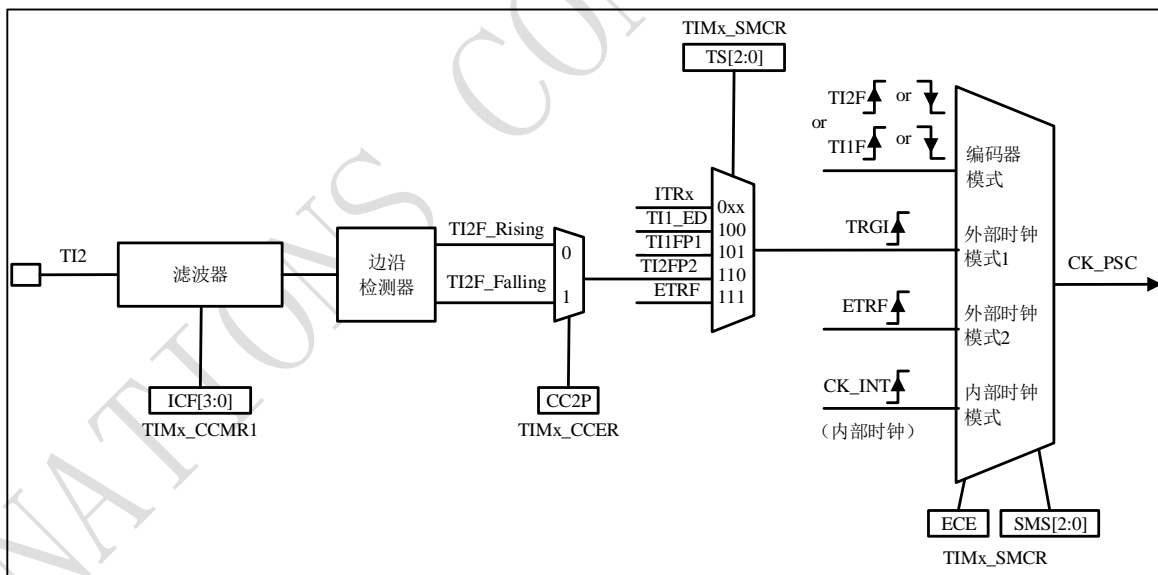 NATIONS CON
TIMx_SMCR
TS[2:0]
TI2F or
or
TI1F or
编码器
模式
ITRx
0xx
TI1_ED
100
TI1FP1
101
TI2FP2
110
ETRF
111
TRGI
外部时钟
模式1
CK_PSC
TI2
滤波器
边沿
检测器
TI2F_Rising
0
TI2F_Falling
1
ETRF
外部时钟
模式2
ICF[3:0]
TIMx_CCMR1
CC2P
TIMx_CCER
CK_INT
(内部时钟)
内部时钟
模式
ECE
SMS[2:0]
TIMx_SMCR